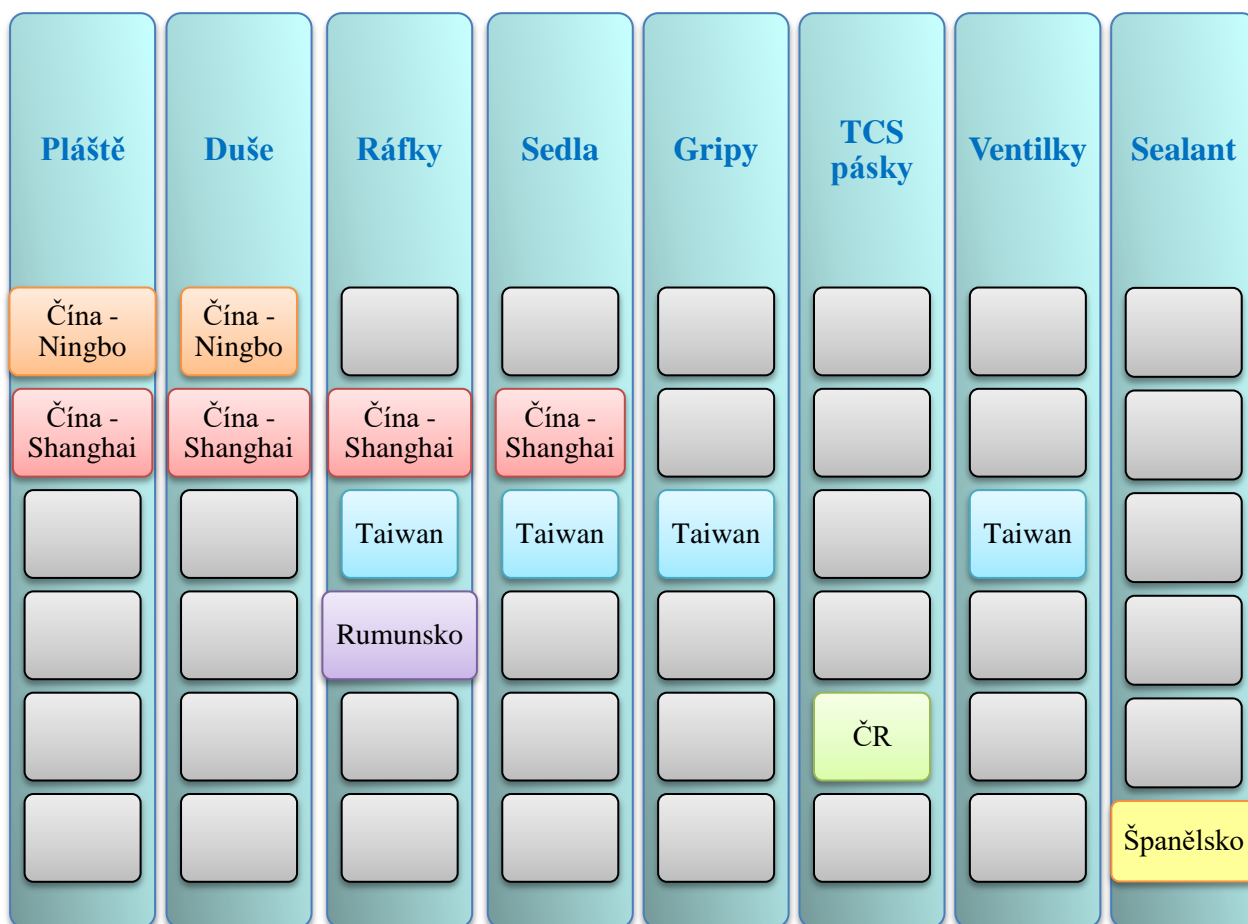 Pláště
Duše
Ráfky
Sedla
Gripy
TCS
pásky
Ventilky
Sealant
Čína -
Ningbo
Čína -
Ningbo
Čína -
Shanghai
Čína -
Shanghai
Čína -
Shanghai
Čína -
Shanghai
Taiwan
Taiwan
Taiwan
Taiwan
Rumunsko
ČR
Španělsko